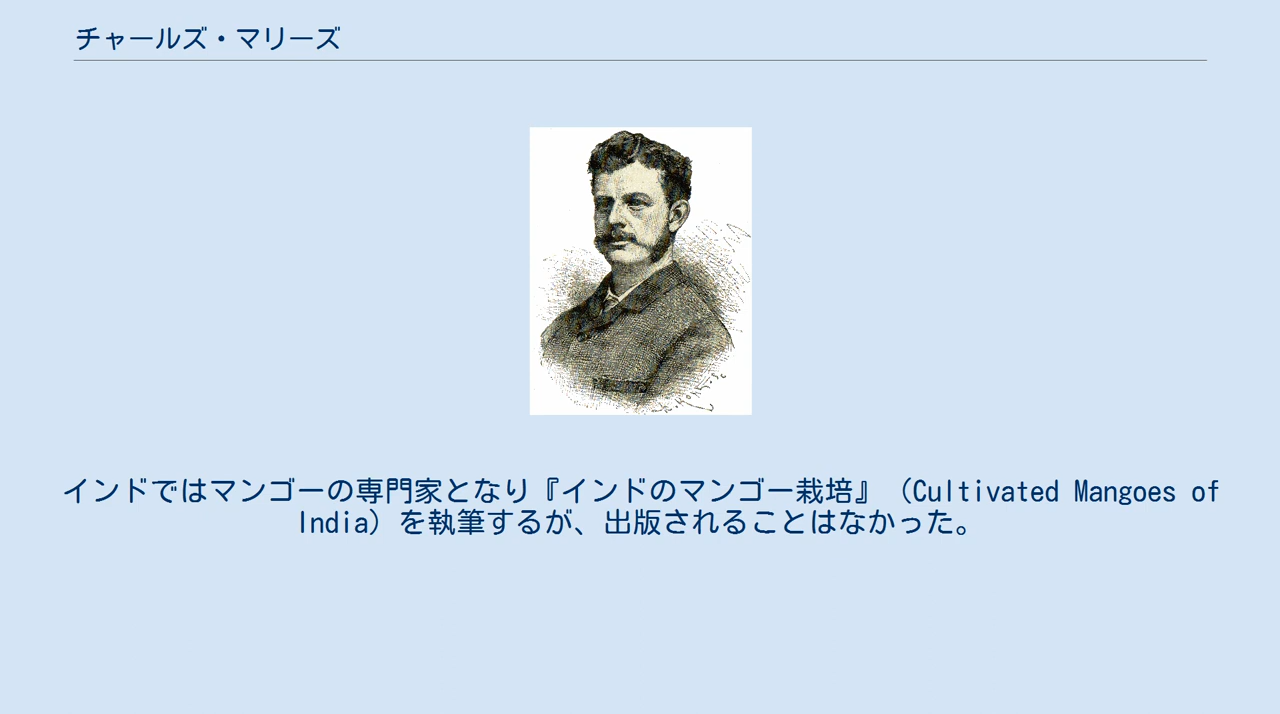 チャールズ・マリーズ
インドではマンゴーの専門家となり『インドのマンゴー栽培』（Cultivated Mangoes of
India）を執筆するが、出版されることはなかった。